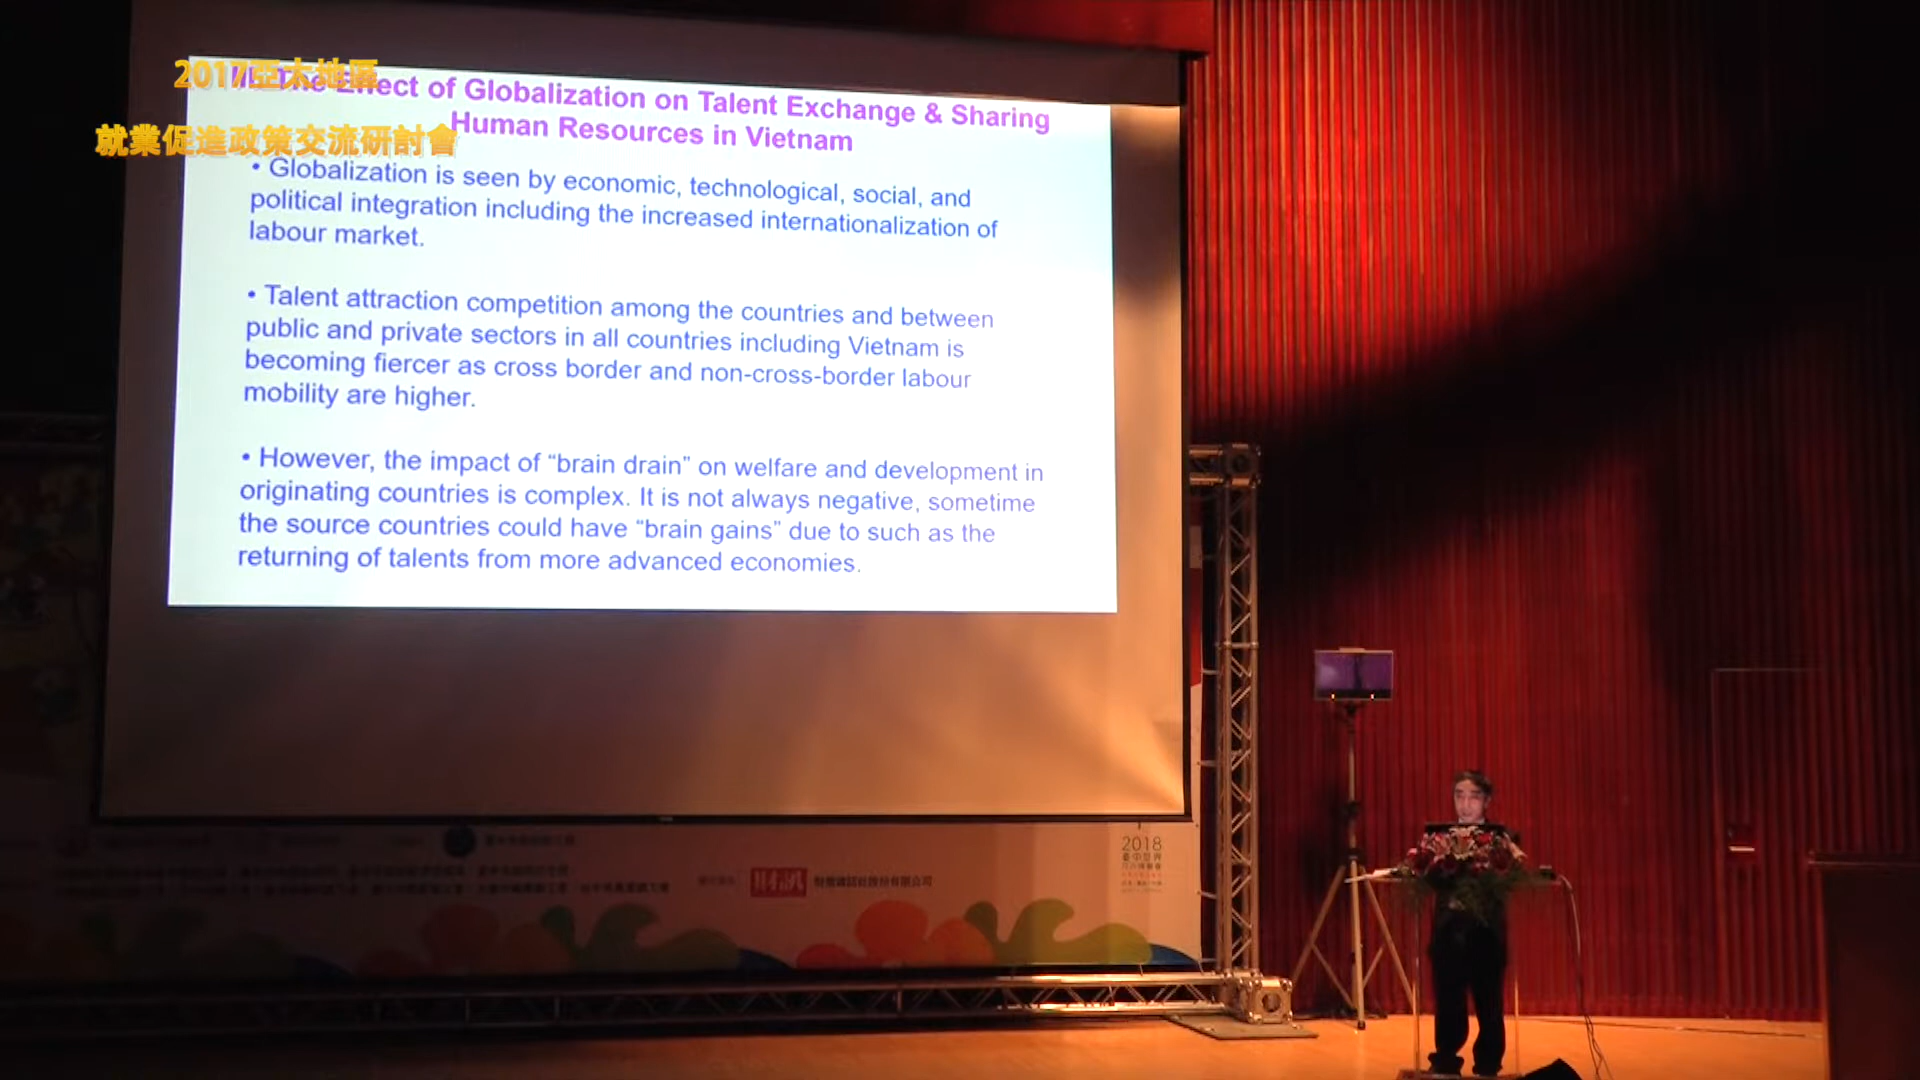 2017亞太地區
就業促進政策交流研討會
The Effect of Globalization on Talent Exchange & Sharing
Human Resources in Vietnam
• Globalization is seen by economic, technological, social, and
political integration including the increased internationalization of
labour market.
• Talent attraction competition among the countries and between
public and private sectors in all countries including Vietnam is
becoming fiercer as cross border and non-cross-border labour
mobility are higher.
• However, the impact of “brain drain” on welfare and development in
originating countries is complex. It is not always negative, sometime
the source countries could have “brain gains” due to such as the
returning of talents from more advanced economies.
財訊
2018